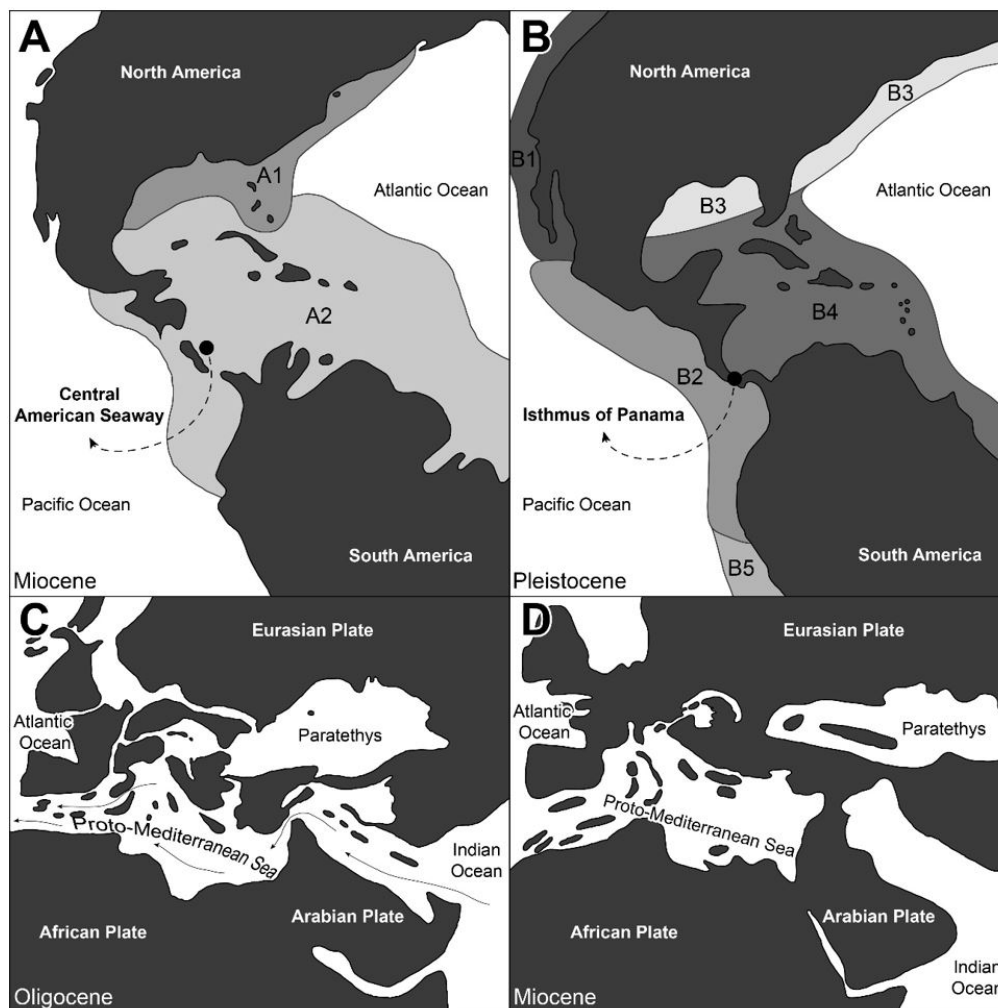 A
North America
A1
Atlantic Ocean
A2
Central
American Seaway
Pacific Ocean
South America
Miocene
B
North America
B3
B1
Atlantic Ocean
B3
B4
B2
Isthmus of Panama
Pacific Ocean
South America
B5
Pleistocene
C
Eurasian Plate
Atlantic
Ocean
Paratethys
Proto-Mediterranean Sea
Indian
Ocean
Arabian Plate
African Plate
Oligocene
D
Eurasian Plate
Atlantic
Ocean
Paratethys
Proto-Mediterranean Sea
Arabian Plate
African Plate
Indian
Ocean
Miocene